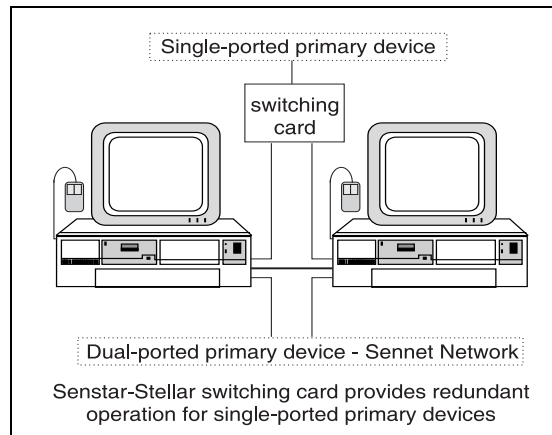 Single-ported primary device
switching
card
Dual-ported primary device - Sennet Network
Senstar-Stellar switching card provides redundant
operation for single-ported primary devices